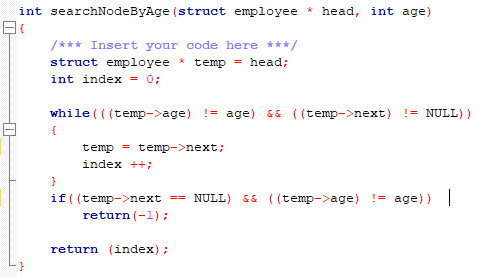 int searchNodeByAge(struct employee * head, int age)
{
/*** Insert your code here ***/
struct employee * temp = head;
int index = 0;
while(((temp->age) != age) && ((temp->next) != NULL))
{
temp = temp->next;
index ++;
}
if((temp->next == NULL) && ((temp->age) != age))
return(-1);
return (index);
}